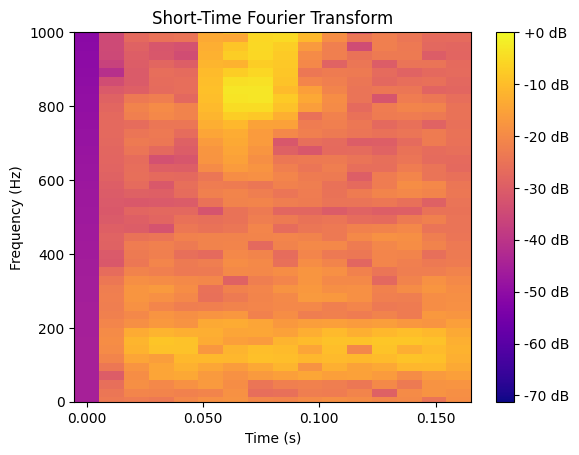 Short-Time Fourier Transform
1000
800
600
400
200
0
Frequency (Hz)
0.000
0.050
0.100
0.150
Time (s)
+0 dB
-10 dB
-20 dB
-30 dB
-40 dB
-50 dB
-60 dB
-70 dB